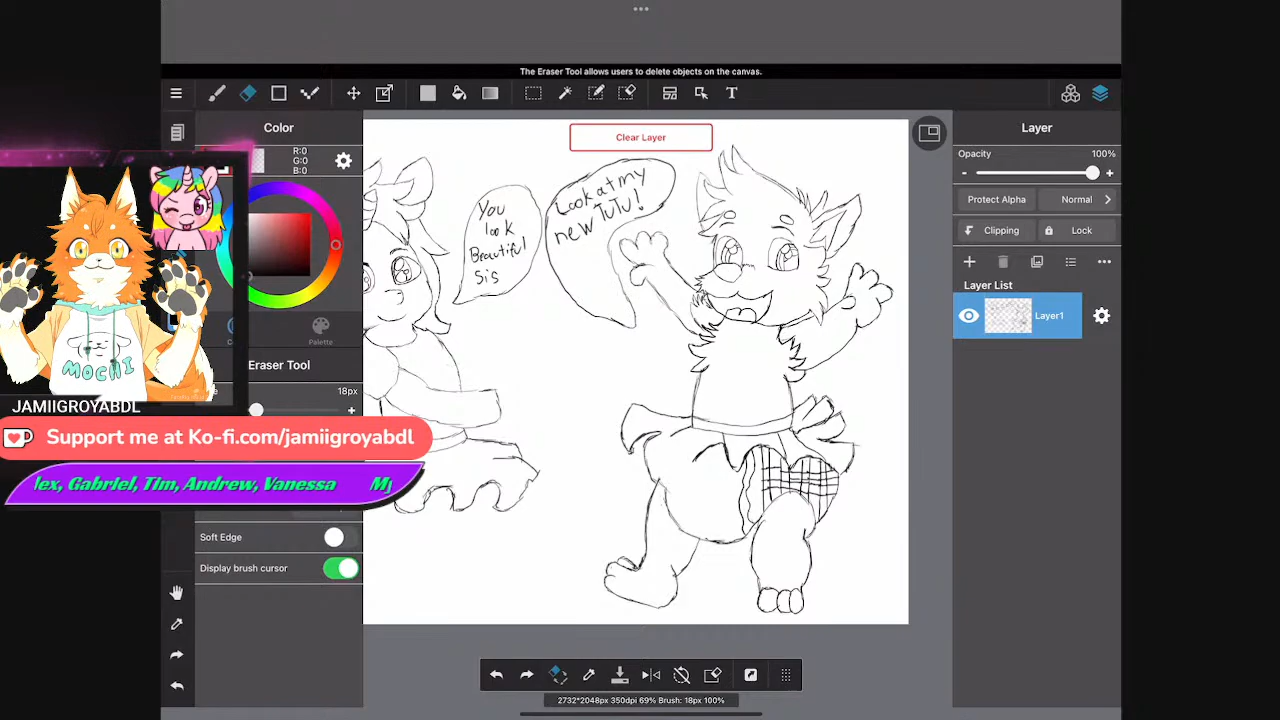 The Eraser Tool allows users to delete objects on the canvas.
Color
R:0
G:0
B:0
Clear Layer
Layer
Opacity
100%
Protect Alpha
Normal
Clipping
Lock
Layer List
Layer1
You
look
Beautiful
Sis
Look at my
new TuTu!
MOCHI
JAMIIGROYABDL
Palette
Eraser Tool
18px
Support me at Ko-fi.com/jamiigroyabdl
lex, Gabriel, Tim, Andrew, Vanessa
Soft Edge
Display brush cursor
2732*2048px 350dpi 69% Brush: 18px 100%